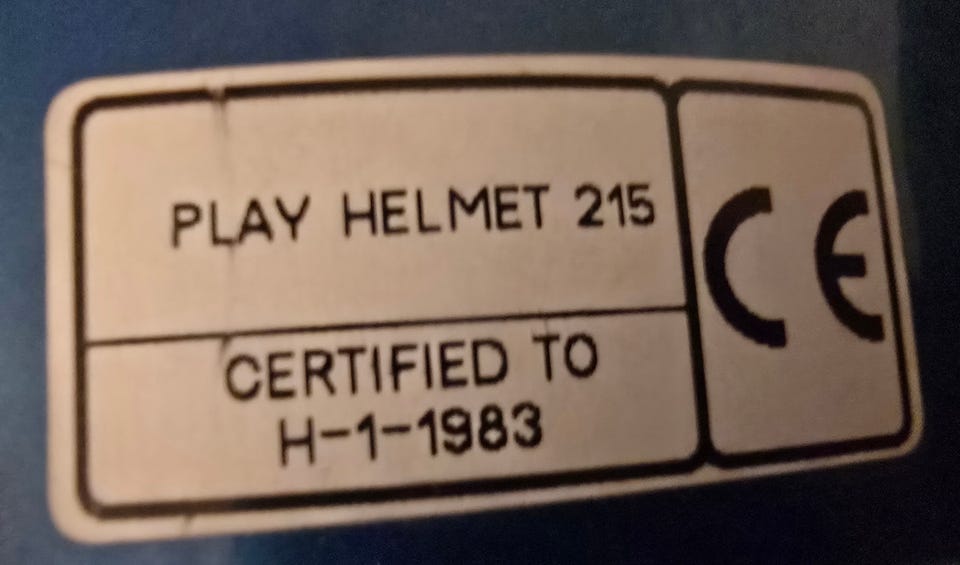 PLAY HELMET 215
CERTIFIED TO
H-1-1983
CE